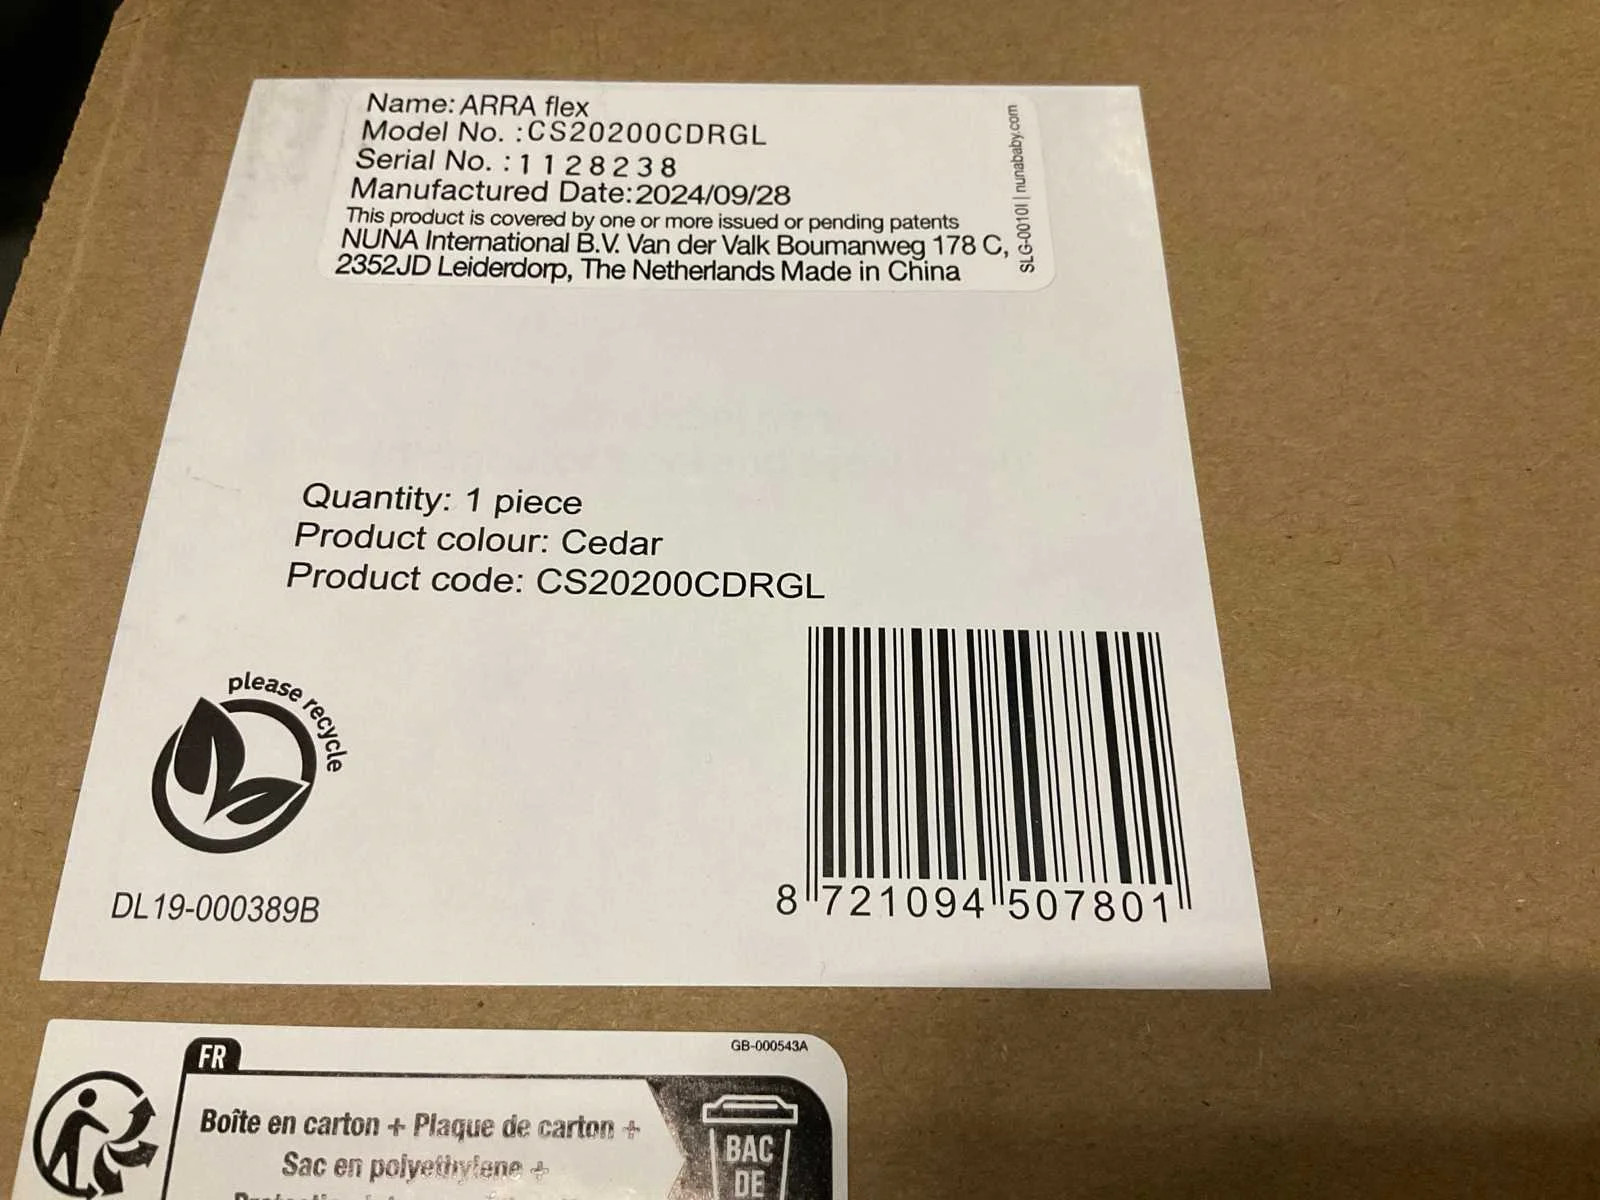 Name: ARRA flex
Model No. :CS20200CDRGL
Serial No. :1128238
Manufactured Date:2024/09/28
This product is covered by one or more issued or pending patents
NUNA International B.V. Van der Valk Boumanweg 178 C,
2352JD Leiderdorp, The Netherlands Made in China
SLG-0010I | nunababy.com
Quantity: 1 piece
Product colour: Cedar
Product code: CS20200CDRGL
please recycle
DL19-000389B
8 721094 507801
FR
GB-000543A
Boîte en carton + Plaque de carton +
Sac en polyethylene +
BAC
DE